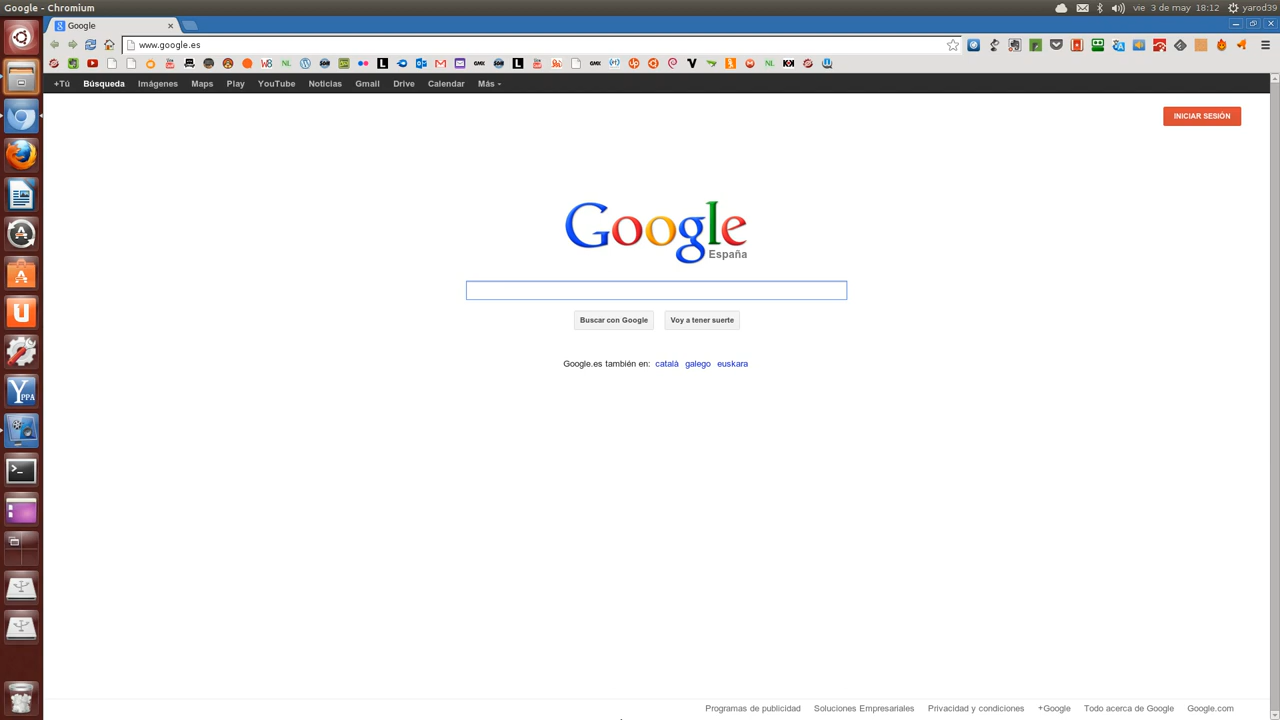 Google - Chromium
vie 3 de may 18:12 yarod39
Google
www.google.es
+Tú Búsqueda Imágenes Maps Play YouTube Noticias Gmail Drive Calendar Más
INICIAR SESIÓN
Google
España
Buscar con Google Voy a tener suerte
Google.es también en: català galego euskara
Programas de publicidad Soluciones Empresariales Privacidad y condiciones +Google Todo acerca de Google Google.com